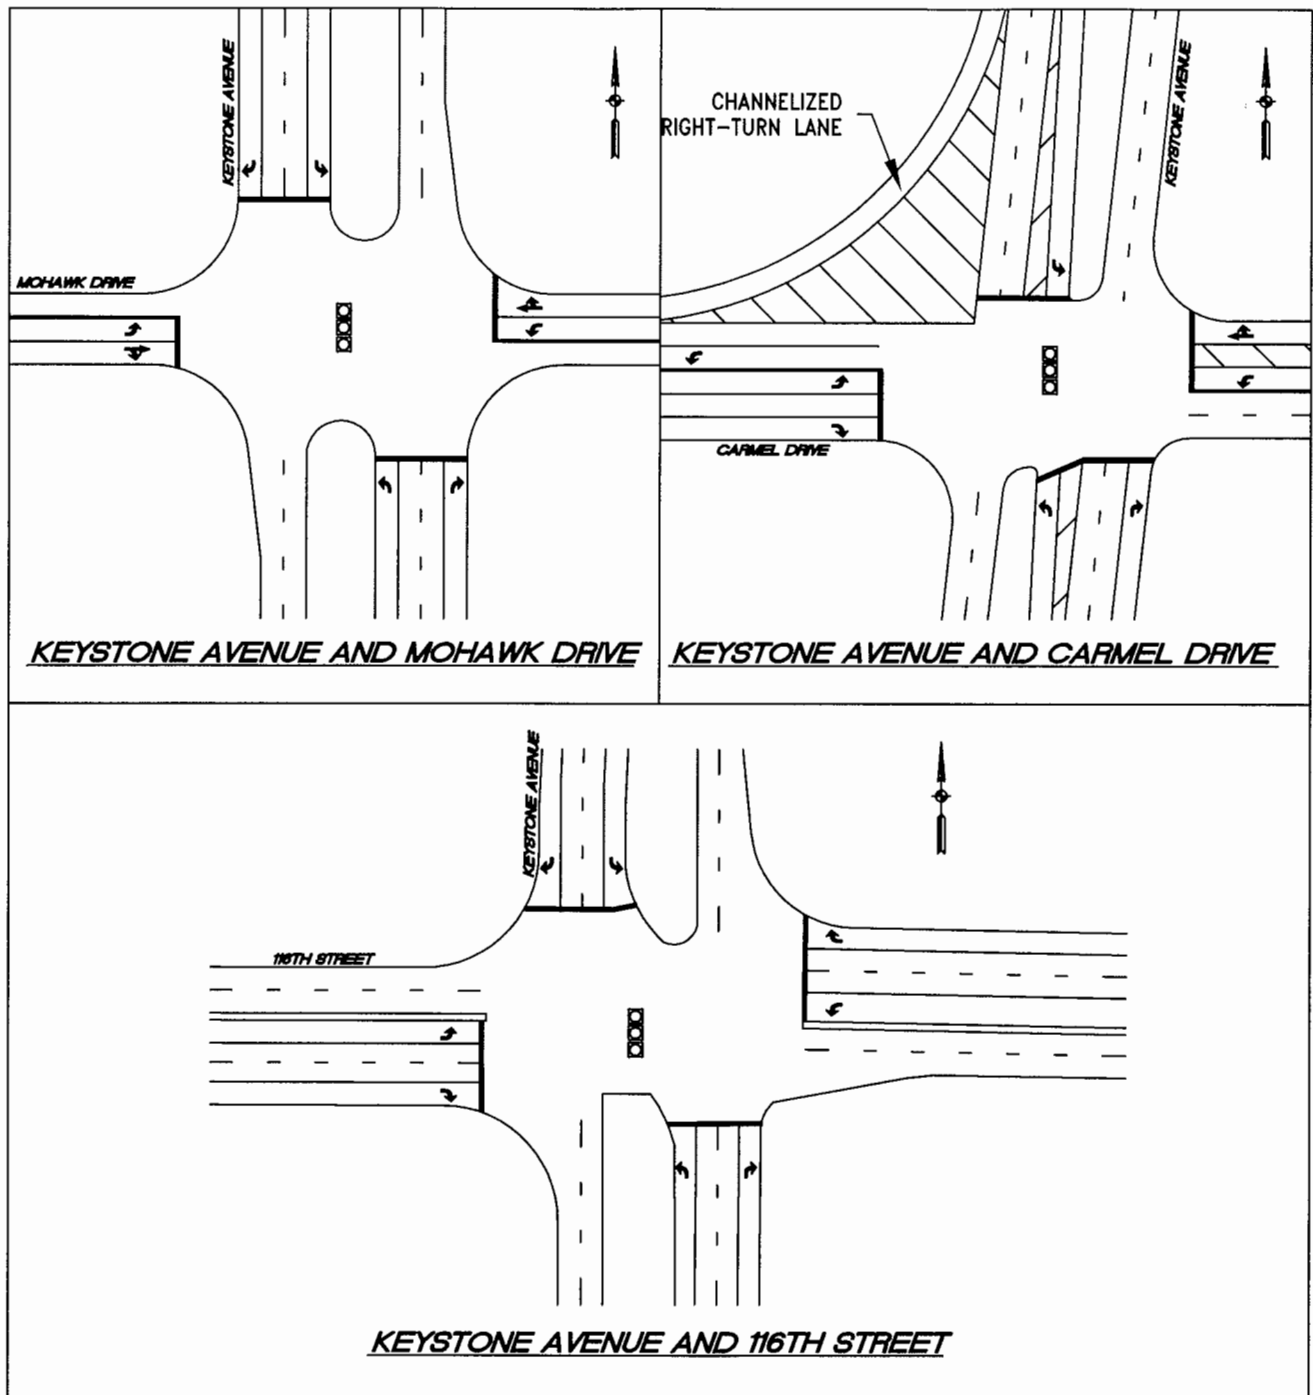 KEYSTONE AVENUE
MOHAWK DRIVE
KEYSTONE AVENUE AND MOHAWK DRIVE
CHANNELIZED
RIGHT-TURN LANE
KEYSTONE AVENUE
CARMEL DRIVE
KEYSTONE AVENUE AND CARMEL DRIVE
KEYSTONE AVENUE
116TH STREET
KEYSTONE AVENUE AND 116TH STREET